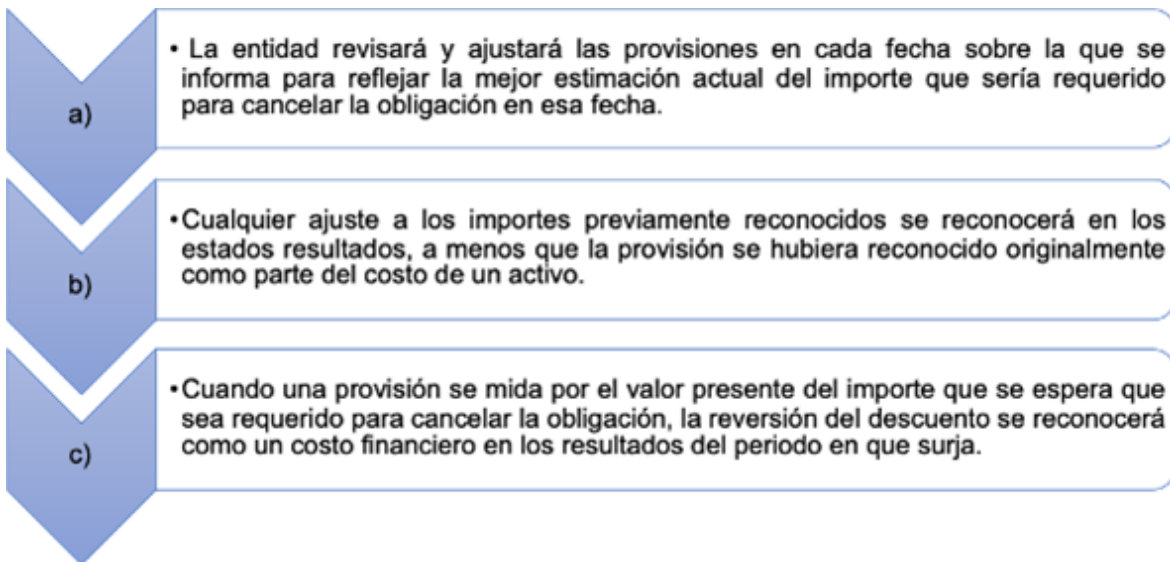 a)
• La entidad revisará y ajustará las provisiones en cada fecha sobre la que se
informa para reflejar la mejor estimación actual del importe que sería requerido
para cancelar la obligación en esa fecha.
b)
•Cualquier ajuste a los importes previamente reconocidos se reconocerá en los
estados resultados, a menos que la provisión se hubiera reconocido originalmente
como parte del costo de un activo.
c)
•Cuando una provisión se mida por el valor presente del importe que se espera que
sea requerido para cancelar la obligación, la reversión del descuento se reconocerá
como un costo financiero en los resultados del periodo en que surja.